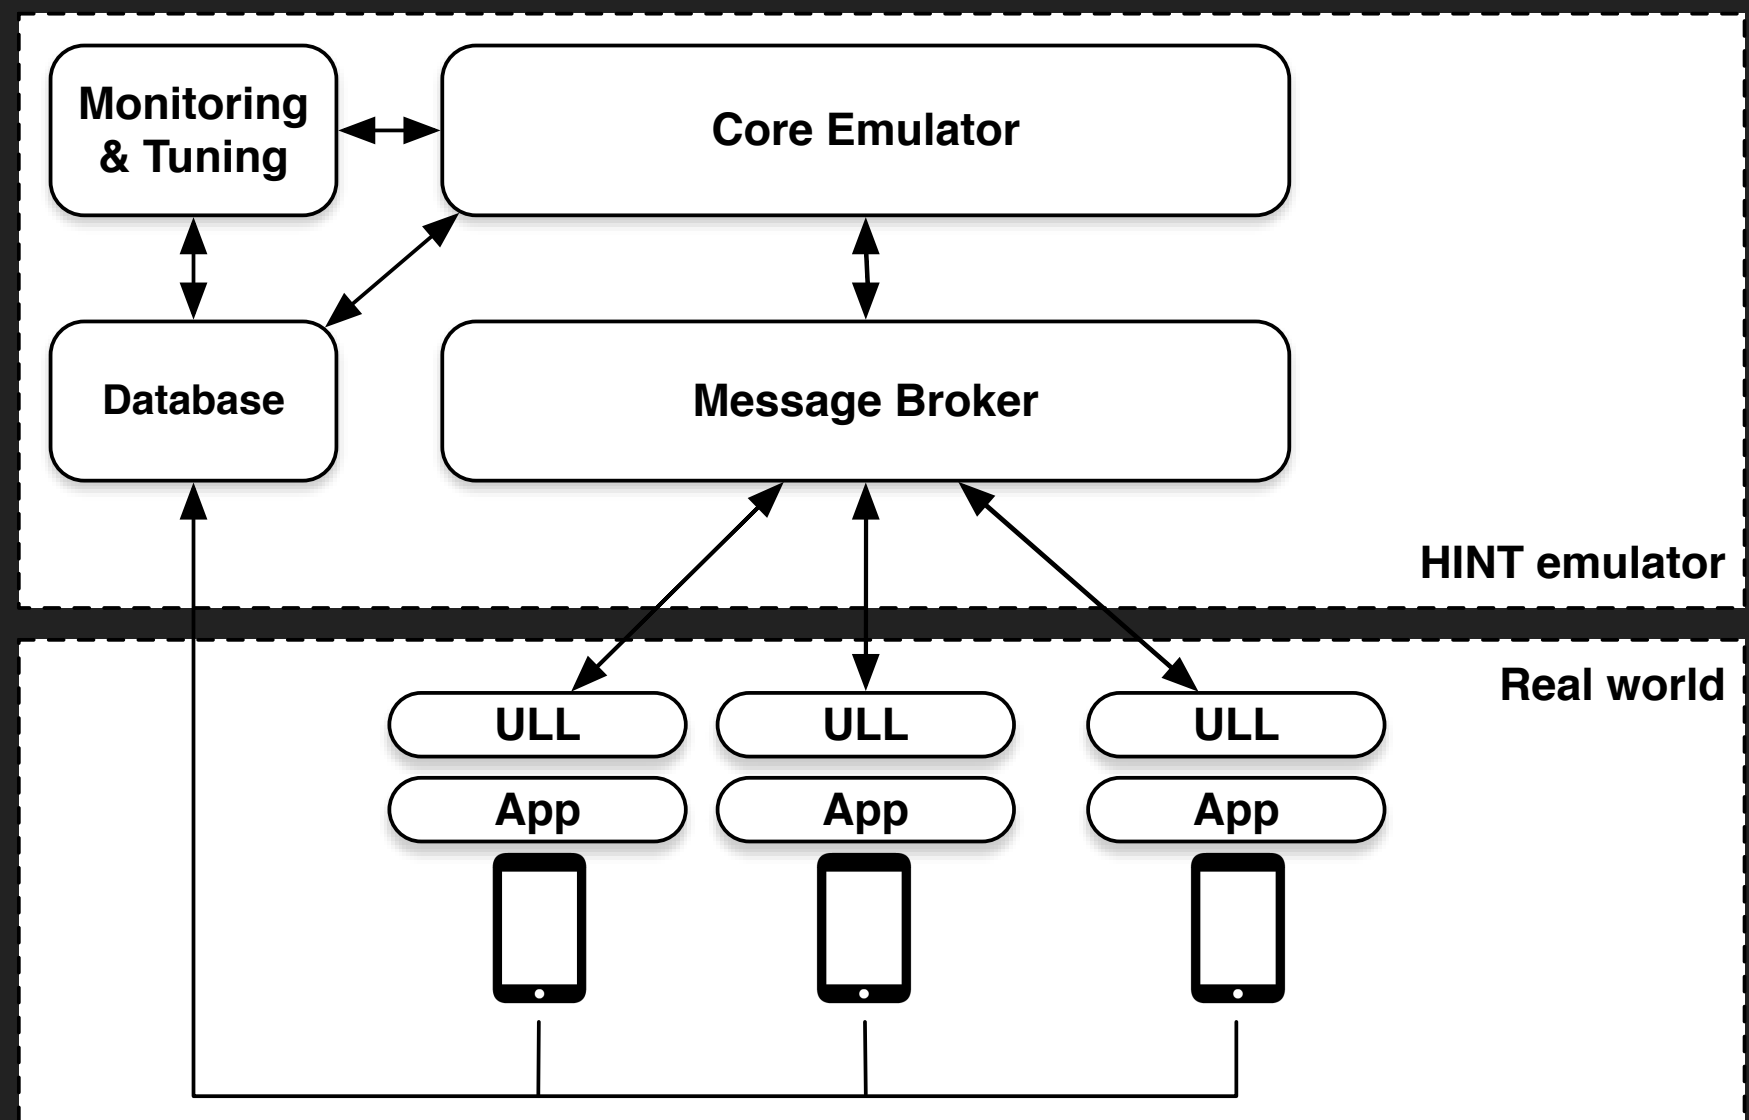 Monitoring
& Tuning
Core Emulator
Database
Message Broker
HINT emulator
Real world
ULL
ULL
ULL
App
App
App